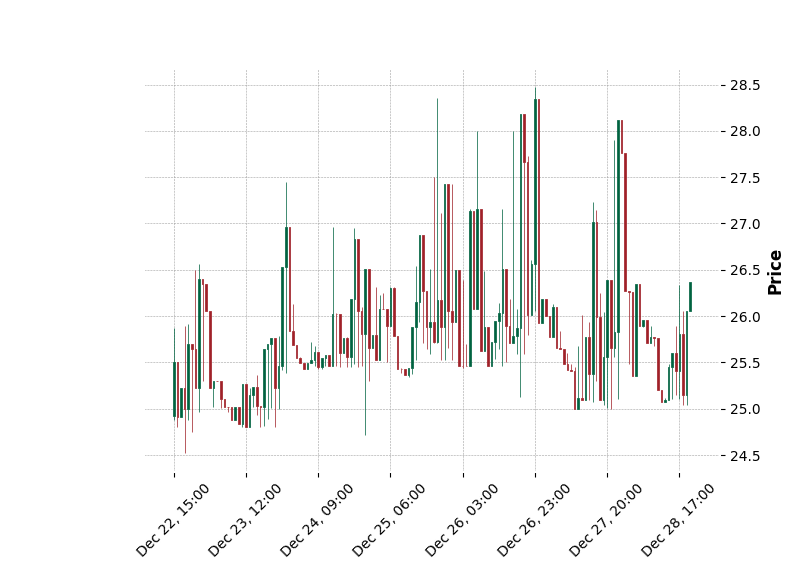 28.5
28.0
27.5
27.0
26.5
26.0
25.5
25.0
24.5
Price
Dec 22, 15:00
Dec 23, 12:00
Dec 24, 09:00
Dec 25, 06:00
Dec 26, 03:00
Dec 26, 23:00
Dec 27, 20:00
Dec 28, 17:00